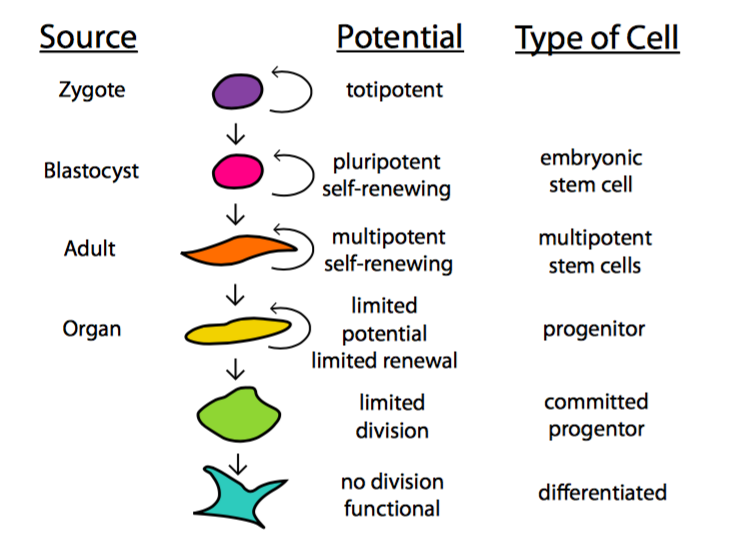 Source Potential Type of Cell
Zygote totipotent
Blastocyst pluripotent embryonic
self-renewing stem cell
Adult multipotent multipotent
self-renewing stem cells
limited
Organ potential progenitor
limited renewal
limited committed
division progentor
no division differentiated
functional